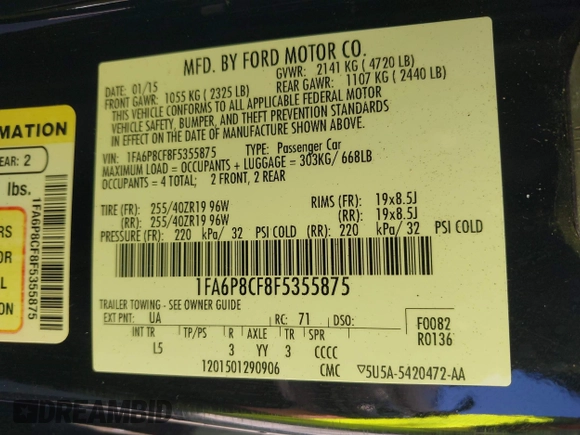 MFD. BY FORD MOTOR CO.
DATE: 01/15 GVWR: 2141 KG ( 4720 LB)
FRONT GAWR: 1055 KG ( 2325 LB) REAR GAWR: 1107 KG ( 2440 LB)
THIS VEHICLE CONFORMS TO ALL APPLICABLE FEDERAL MOTOR
VEHICLE SAFETY, BUMPER, AND THEFT PREVENTION STANDARDS
IN EFFECT ON THE DATE OF MANUFACTURE SHOWN ABOVE.
VIN: 1FA6P8CF8F5355875 TYPE: Passenger Car
MAXIMUM LOAD = OCCUPANTS + LUGGAGE = 303KG/ 668LB
OCCUPANTS = 4 TOTAL; 2 FRONT, 2 REAR
TIRE (FR): 255/40ZR19 96W RIMS (FR): 19x8.5J
(RR): 255/40ZR19 96W (RR): 19x8.5J
PRESSURE (FR): 220 kPa/ 32 PSI COLD (RR): 220 kPa/ 32 PSI COLD
1FA6P8CF8F5355875
TRAILER TOWING - SEE OWNER GUIDE
EXT PNT: UA RC: 71 DSO: F0082
INT TR TP/PS R AXLE TR SPR R0136
L5 3 YY 3 CCCC
1201501290906 CMC ▽5U5A-5420472-AA
RMATION
EAR: 2
lbs.
RS
OR
ION
1FA6P8CF8F5355875
DREAMBID